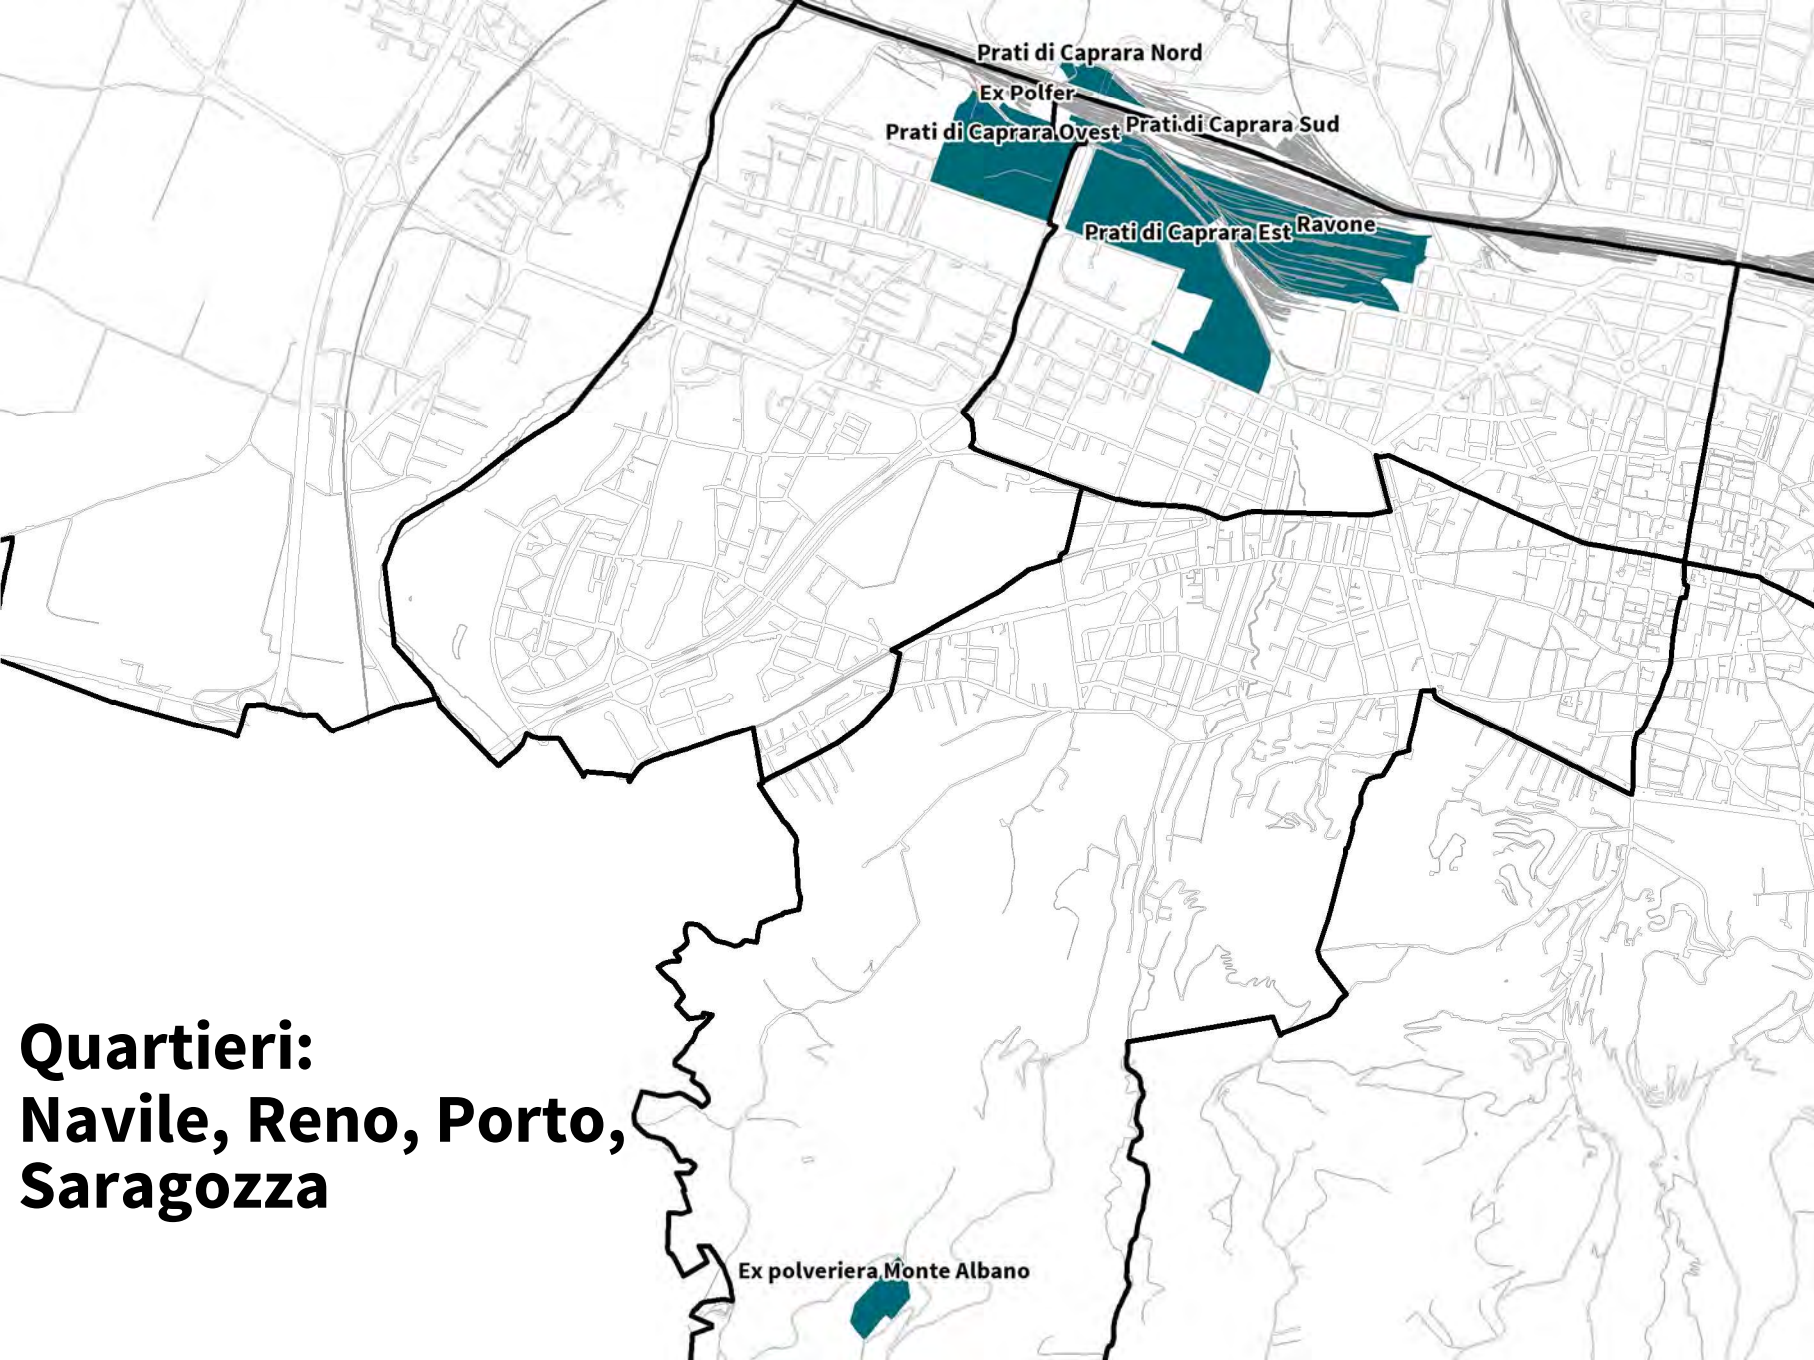 Prati di Caprara Nord
Ex Polfer
Prati di Caprara Ovest
Prati di Caprara Sud
Prati di Caprara Est
Ravone
Quartieri:
Navile, Reno, Porto,
Saragozza
Ex polveriera Monte Albano